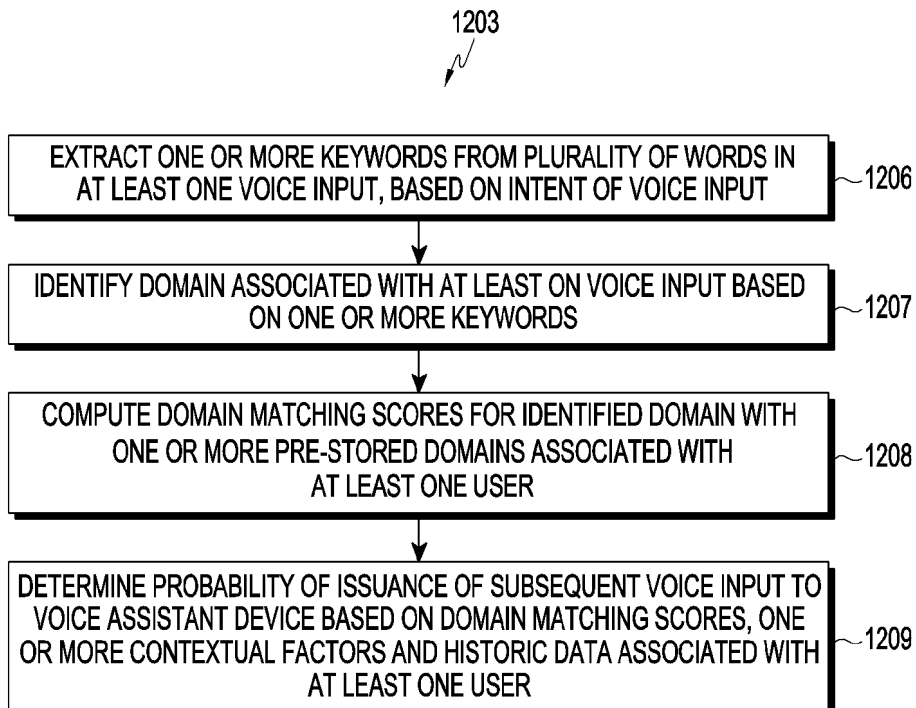 1203
EXTRACT ONE OR MORE KEYWORDS FROM PLURALITY OF WORDS IN
AT LEAST ONE VOICE INPUT, BASED ON INTENT OF VOICE INPUT
1206
IDENTIFY DOMAIN ASSOCIATED WITH AT LEAST ON VOICE INPUT BASED
ON ONE OR MORE KEYWORDS
1207
COMPUTE DOMAIN MATCHING SCORES FOR IDENTIFIED DOMAIN WITH
ONE OR MORE PRE-STORED DOMAINS ASSOCIATED WITH
AT LEAST ONE USER
1208
DETERMINE PROBABILITY OF ISSUANCE OF SUBSEQUENT VOICE INPUT TO
VOICE ASSISTANT DEVICE BASED ON DOMAIN MATCHING SCORES, ONE
OR MORE CONTEXTUAL FACTORS AND HISTORIC DATA ASSOCIATED WITH
AT LEAST ONE USER
1209